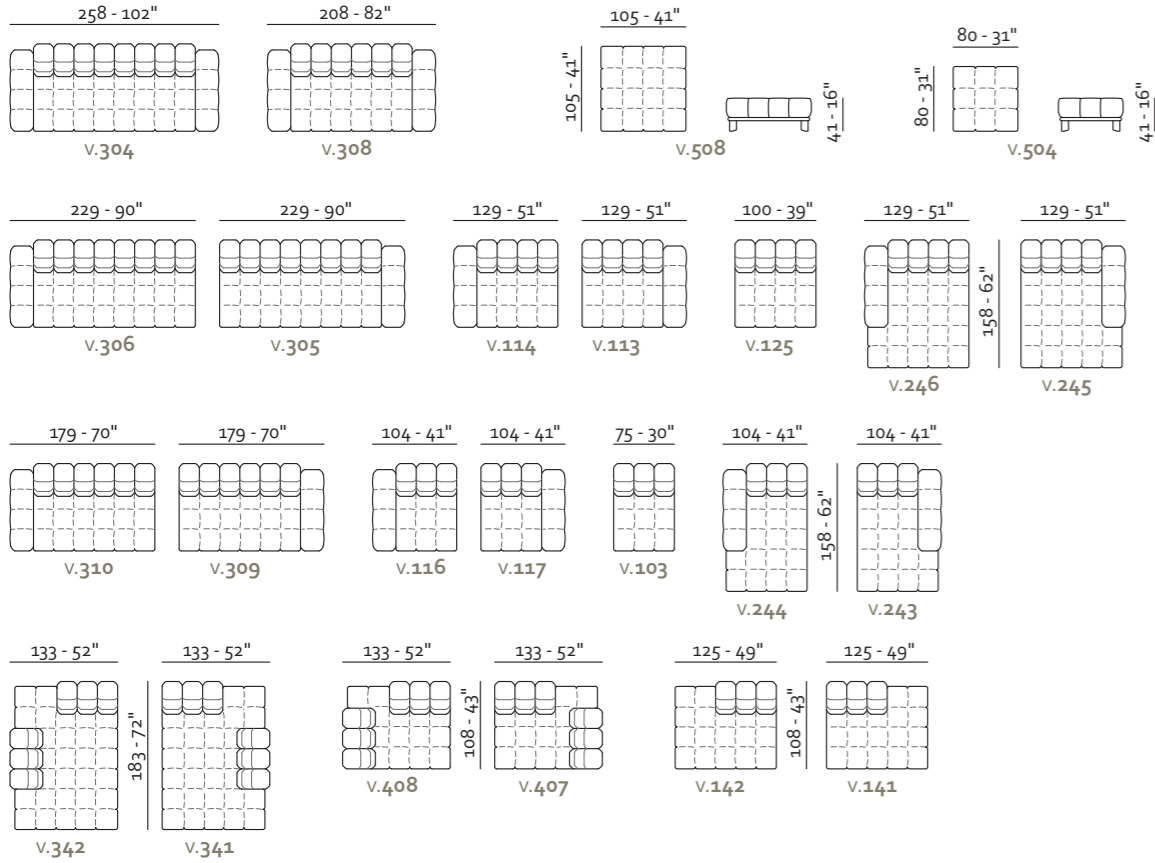 258 - 102"
208 - 82"
105 - 41"
105 - 41"
41 - 16"
80 - 31"
80 - 31"
41 - 16"
v.304
v.308
v.508
v.504
229 - 90"
229 - 90"
129 - 51"
129 - 51"
100 - 39"
129 - 51"
158 - 62"
129 - 51"
v.306
v.305
v.114
v.113
v.125
v.246
v.245
179 - 70"
179 - 70"
104 - 41"
104 - 41"
75 - 30"
104 - 41"
158 - 62"
104 - 41"
v.310
v.309
v.116
v.117
v.103
v.244
v.243
133 - 52"
183 - 72"
133 - 52"
133 - 52"
108 - 43"
133 - 52"
125 - 49"
108 - 43"
125 - 49"
v.408
v.407
v.142
v.141
v.342
v.341